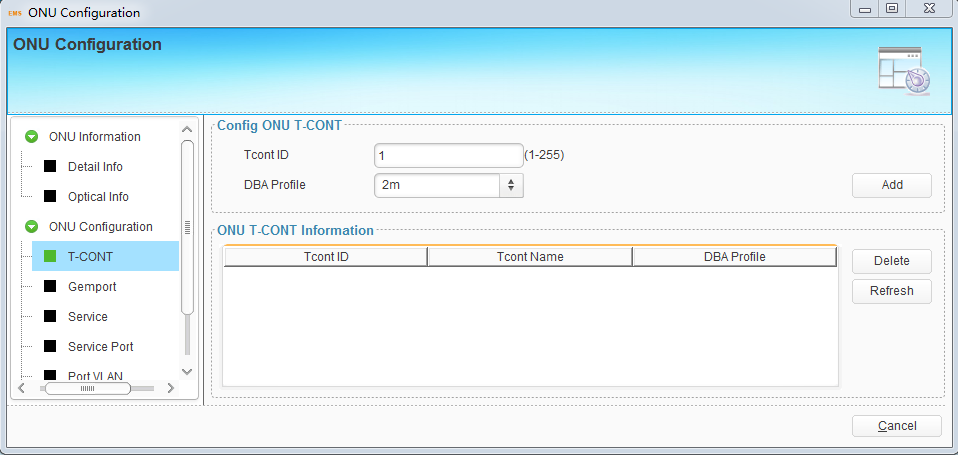 EMS ONU Configuration
ONU Configuration
ONU Information
Detail Info
Optical Info
ONU Configuration
T-CONT
Gemport
Service
Service Port
Port VLAN
Config ONU T-CONT
Tcont ID 1 (1-255)
DBA Profile 2m
Add
ONU T-CONT Information
Tcont ID Tcont Name DBA Profile
Delete
Refresh
Cancel